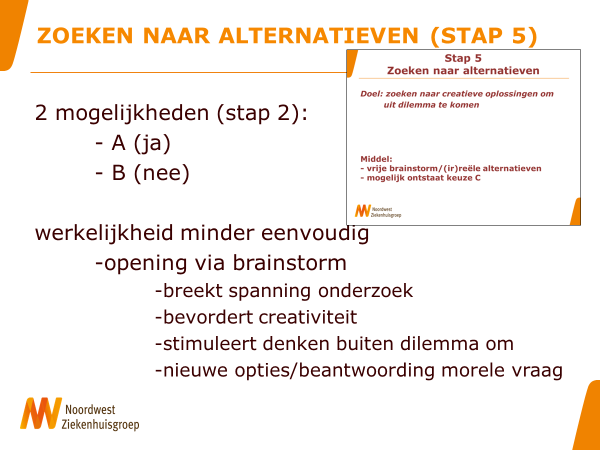 ZOEKEN NAAR ALTERNATIEVEN (STAP 5)
Stap 5
Zoeken naar alternatieven
Doel: zoeken naar creatieve oplossingen om
uit dilemma te komen
Middel:
- vrije brainstorm/(ir)reële alternatieven
- mogelijk ontstaat keuze C
Noordwest
Ziekenhuisgroep
2 mogelijkheden (stap 2):
- A (ja)
- B (nee)
werkelijkheid minder eenvoudig
-opening via brainstorm
-breekt spanning onderzoek
-bevordert creativiteit
-stimuleert denken buiten dilemma om
-nieuwe opties/beantwoording morele vraag
Noordwest
Ziekenhuisgroep